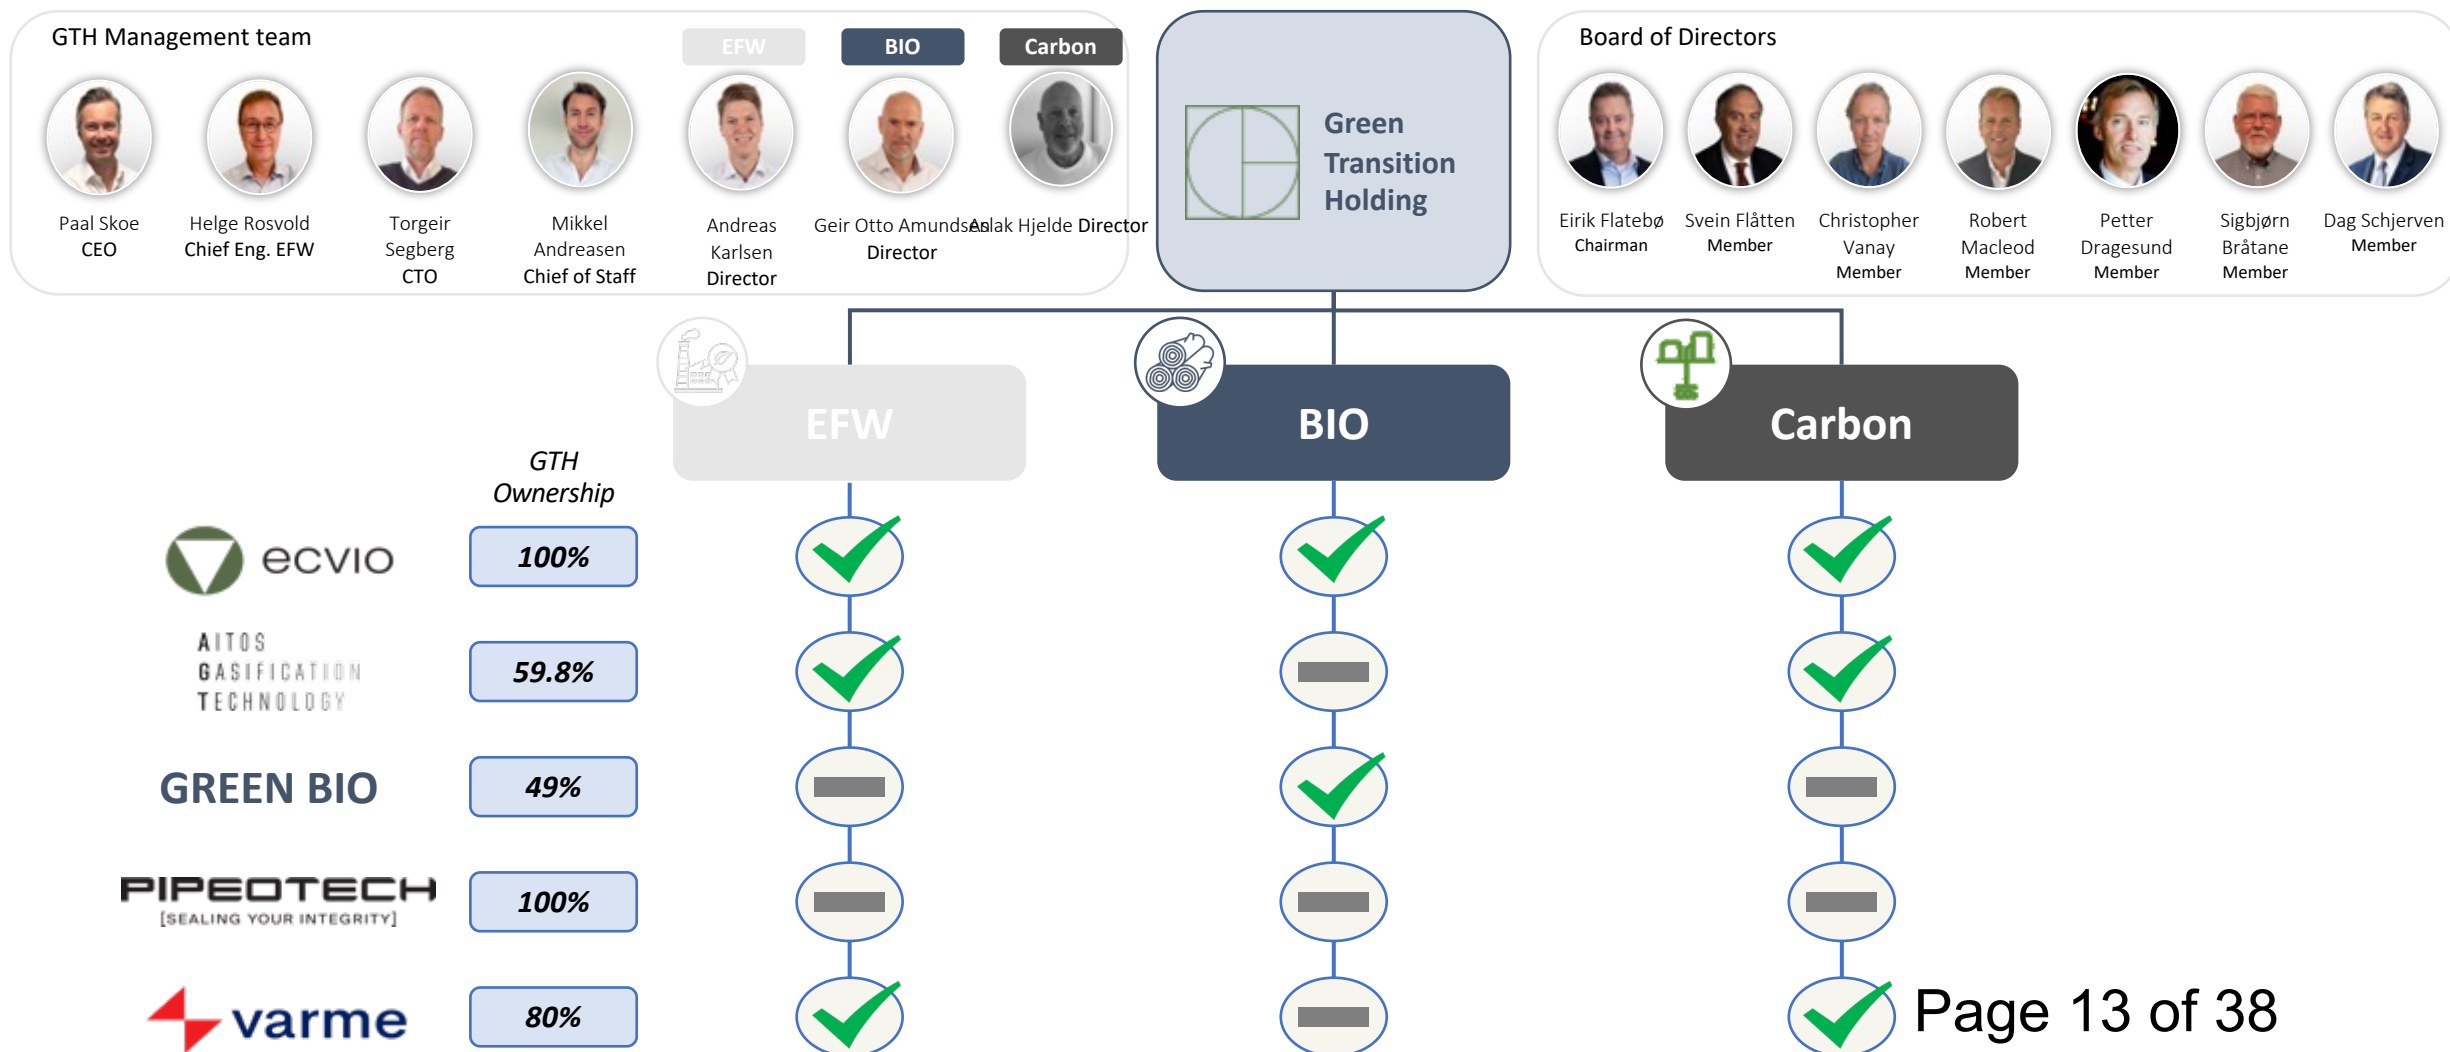 GTH Management team
EFW
BIO
Carbon
Paal Skoe
CEO
Helge Rosvold
Chief Eng. EFW
Torgeir
Segberg
CTO
Mikkel
Andreasen
Chief of Staff
Andreas
Karlsen
Director
Geir Otto Amundsen
Director
Aslak Hjelde Director
Green
Transition
Holding
Board of Directors
Eirik Flatebø
Chairman
Svein Flåtten
Member
Christopher
Vanay
Member
Robert
Macleod
Member
Petter
Dragesund
Member
Sigbjørn
Bråtane
Member
Dag Schjerven
Member
EFW
BIO
CO₂
Carbon
GTH
Ownership
ecvio
100%
AITOS
GASIFICATION
TECHNOLOGY
59.8%
GREEN BIO
49%
PIPEOTECH
[SEALING YOUR INTEGRITY]
100%
varme
80%
Page 13 of 38